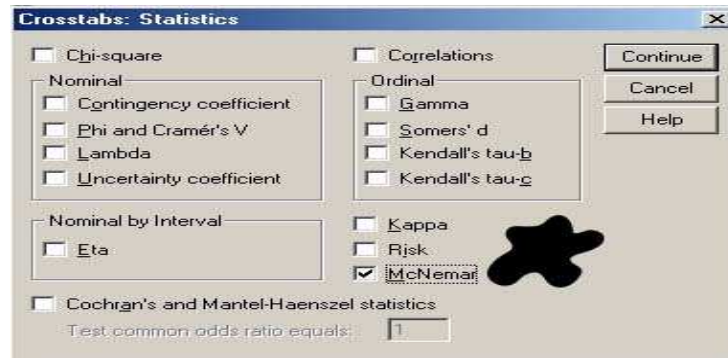 Crosstabs: Statistics
Chi-square
Correlations
Continue
Nominal
Ordinal
Cancel
Contingency coefficient
Gamma
Help
Phi and Cramér's V
Somers' d
Lambda
Kendall's tau-b
Uncertainty coefficient
Kendall's tau-c
Nominal by Interval
Kappa
Eta
Risk
McNemar
Cochran's and Mantel-Haenszel statistics
Test common odds ratio equals: 1